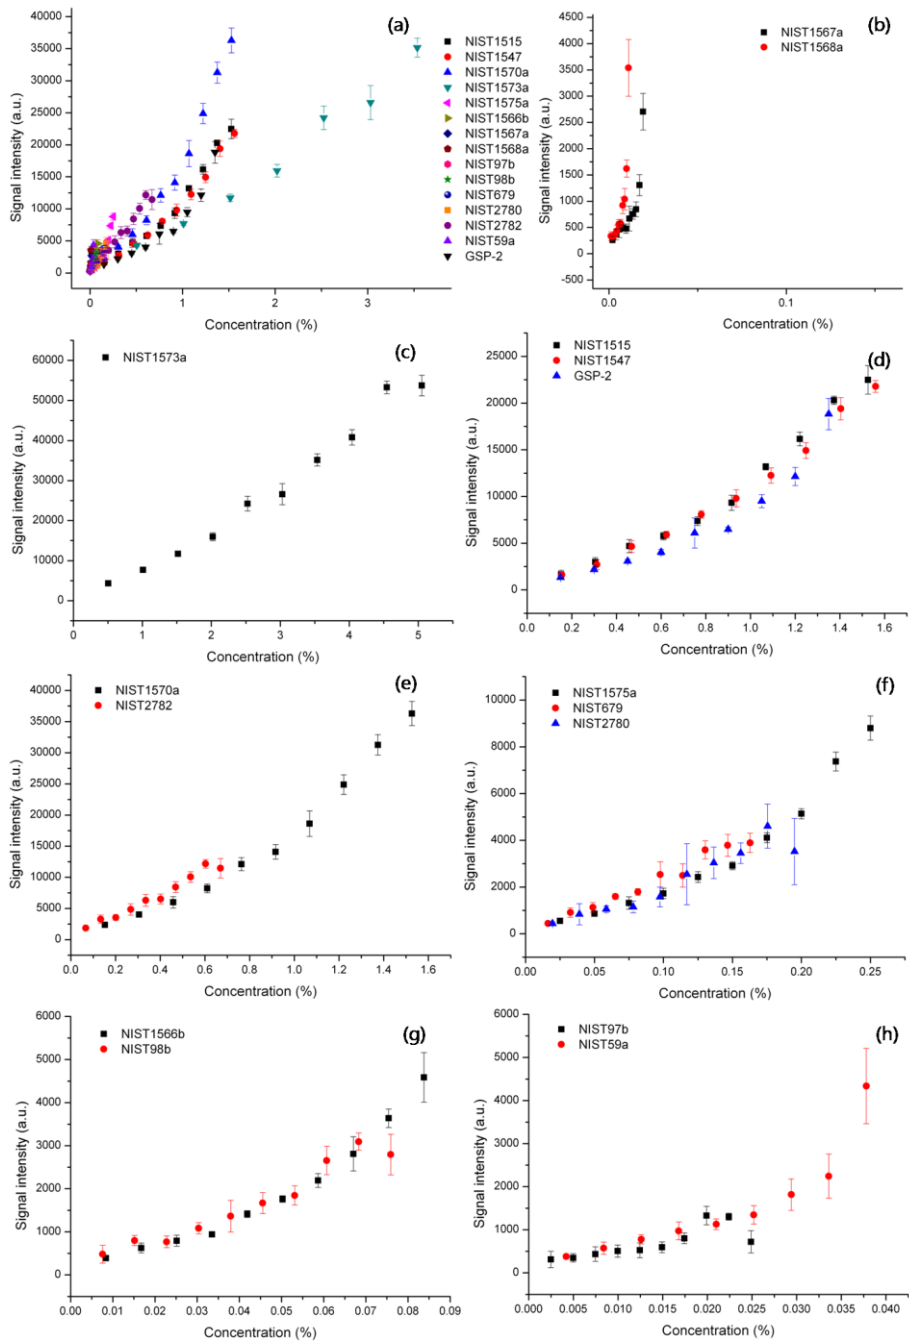 (a)
40000
35000
30000
25000
20000
15000
10000
5000
0
Signal intensity (a.u.)
0 1 2 3
Concentration (%)
NIST1515
NIST1547
NIST1570a
NIST1573a
NIST1575a
NIST1566b
NIST1567a
NIST1568a
NIST97b
NIST98b
NIST679
NIST2780
NIST2782
NIST59a
GSP-2
(b)
NIST1567a
NIST1568a
4500
4000
3500
3000
2500
2000
1500
1000
500
0
-500
Signal intensity (a.u.)
0.0 0.1
Concentration (%)
(c)
NIST1573a
60000
50000
40000
30000
20000
10000
0
Signal intensity (a.u.)
0 1 2 3 4 5
Concentration (%)
(d)
NIST1515
NIST1547
GSP-2
25000
20000
15000
10000
5000
0
Signal intensity (a.u.)
0.0 0.2 0.4 0.6 0.8 1.0 1.2 1.4 1.6
Concentration (%)
(e)
NIST1570a
NIST2782
40000
35000
30000
25000
20000
15000
10000
5000
0
Signal intensity (a.u.)
0.0 0.2 0.4 0.6 0.8 1.0 1.2 1.4 1.6
Concentration (%)
(f)
NIST1575a
NIST679
NIST2780
10000
8000
6000
4000
2000
0
Signal intensity (a.u.)
0.00 0.05 0.10 0.15 0.20 0.25
Concentration (%)
(g)
NIST1566b
NIST98b
6000
5000
4000
3000
2000
1000
0
Signal intensity (a.u.)
0.00 0.01 0.02 0.03 0.04 0.05 0.06 0.07 0.08 0.09
Concentration (%)
(h)
NIST97b
NIST59a
6000
5000
4000
3000
2000
1000
0
Signal intensity (a.u.)
0.000 0.005 0.010 0.015 0.020 0.025 0.030 0.035 0.040
Concentration (%)